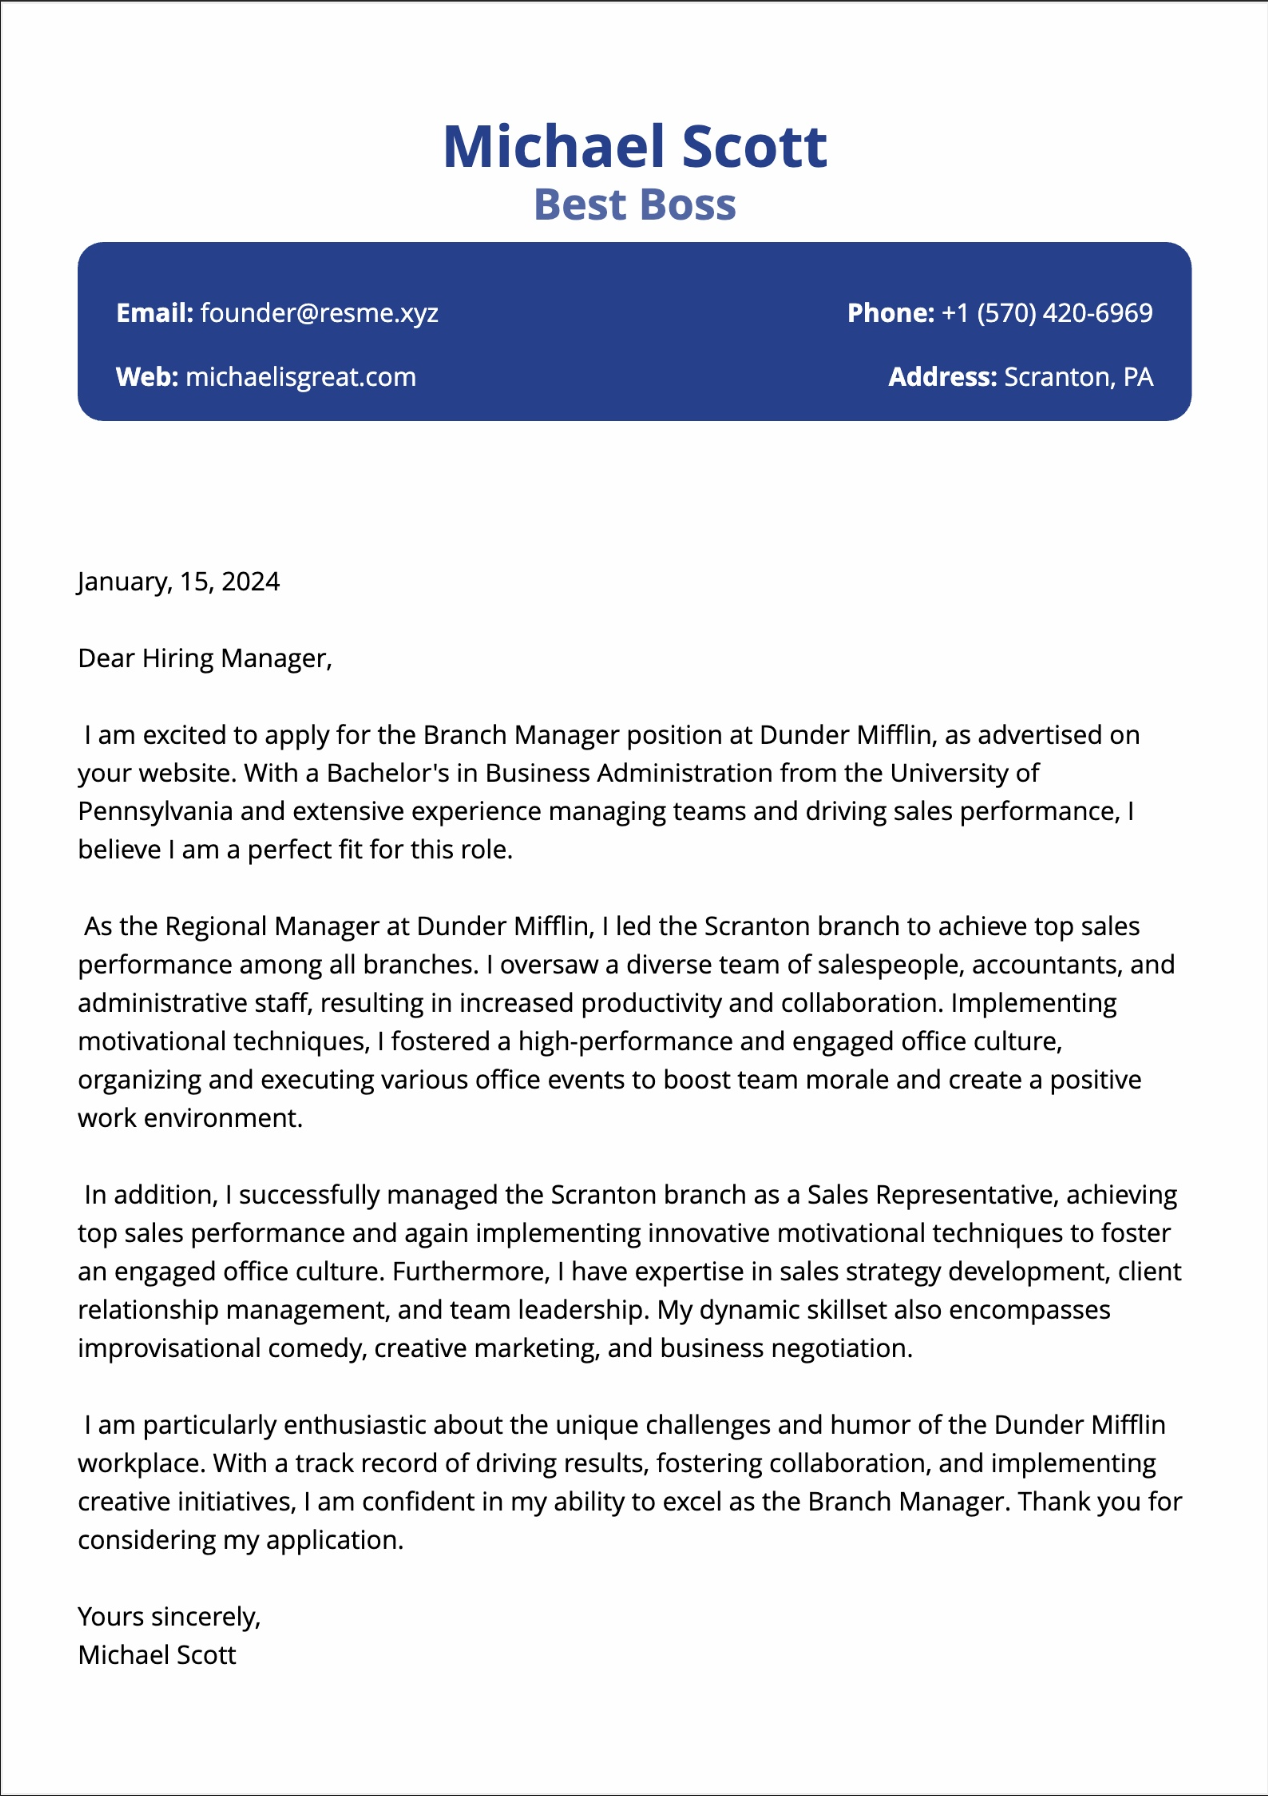 Michael Scott
Best Boss
Email: founder@resme.xyz
Phone: +1 (570) 420-6969
Web: michaelisgreat.com
Address: Scranton, PA
January, 15, 2024
Dear Hiring Manager,
I am excited to apply for the Branch Manager position at Dunder Mifflin, as advertised on
your website. With a Bachelor's in Business Administration from the University of
Pennsylvania and extensive experience managing teams and driving sales performance, I
believe I am a perfect fit for this role.
As the Regional Manager at Dunder Mifflin, I led the Scranton branch to achieve top sales
performance among all branches. I oversaw a diverse team of salespeople, accountants, and
administrative staff, resulting in increased productivity and collaboration. Implementing
motivational techniques, I fostered a high-performance and engaged office culture,
organizing and executing various office events to boost team morale and create a positive
work environment.
In addition, I successfully managed the Scranton branch as a Sales Representative, achieving
top sales performance and again implementing innovative motivational techniques to foster
an engaged office culture. Furthermore, I have expertise in sales strategy development, client
relationship management, and team leadership. My dynamic skillset also encompasses
improvisational comedy, creative marketing, and business negotiation.
I am particularly enthusiastic about the unique challenges and humor of the Dunder Mifflin
workplace. With a track record of driving results, fostering collaboration, and implementing
creative initiatives, I am confident in my ability to excel as the Branch Manager. Thank you for
considering my application.
Yours sincerely,
Michael Scott